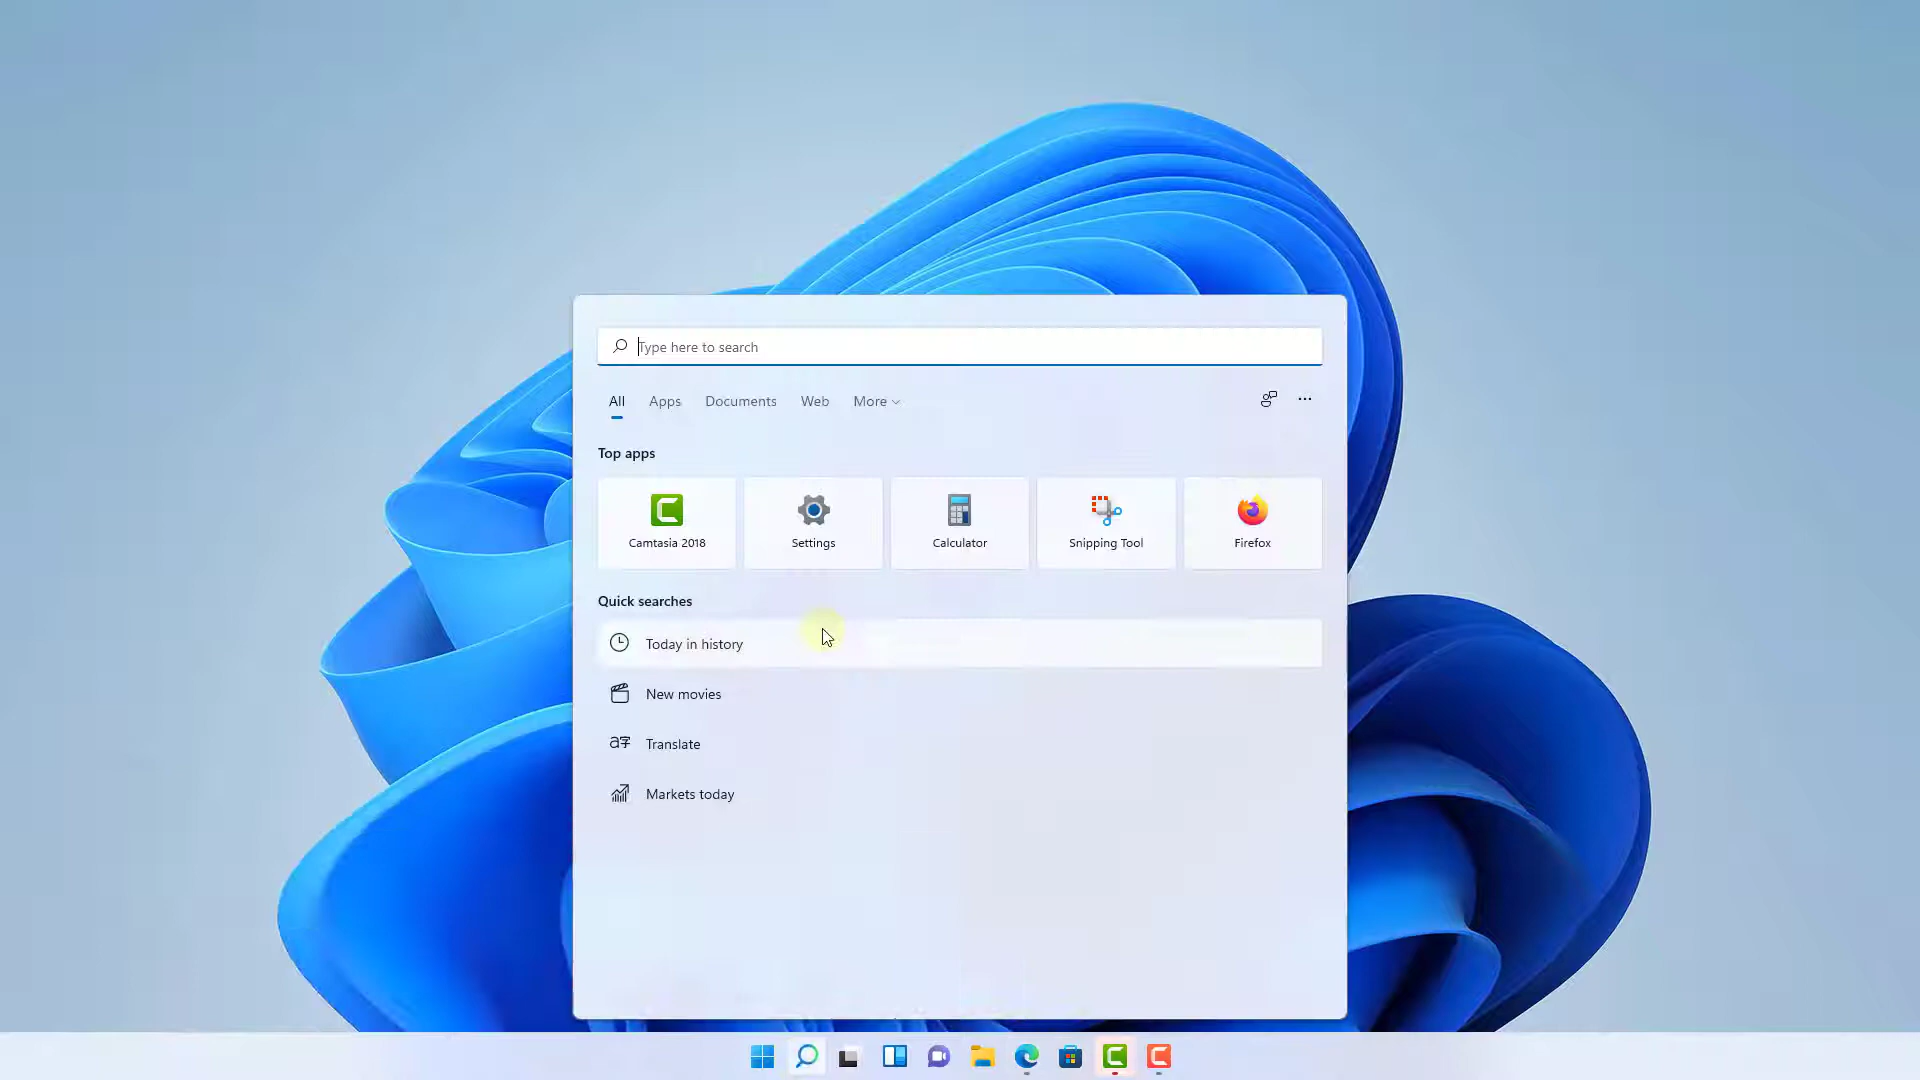 Type here to search
All Apps Documents Web More
Top apps
Camtasia 2018 Settings Calculator Snipping Tool Firefox
Quick searches
Today in history
New movies
Translate
Markets today